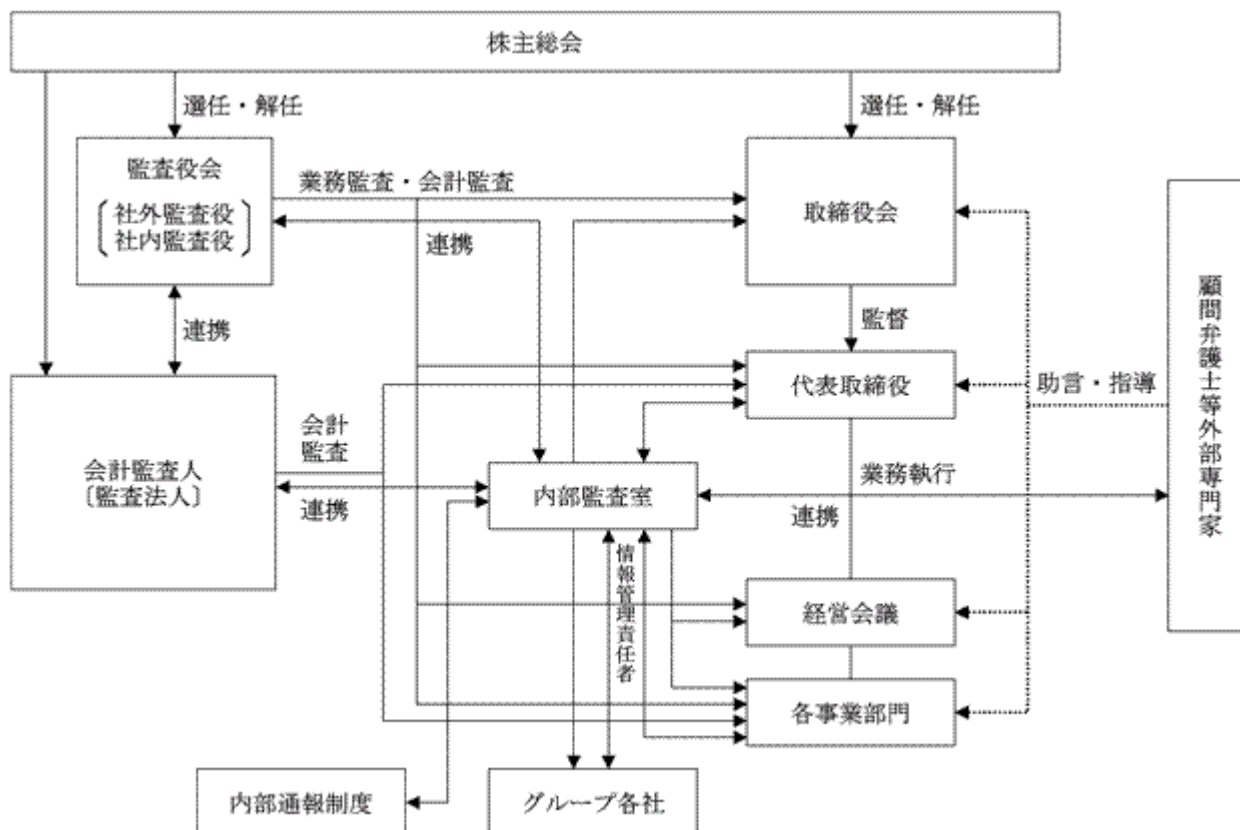 株主総会
選任・解任
選任・解任
監査役会
〔社外監査役
社内監査役〕
業務監査・会計監査
連携
取締役会
連携
監督
顧問弁護士等外部専門家
代表取締役
助言・指導
会計監査人
〔監査法人〕
会計
監査
連携
内部監査室
業務執行
連携
情報管理責任者
経営会議
各事業部門
内部通報制度
グループ各社